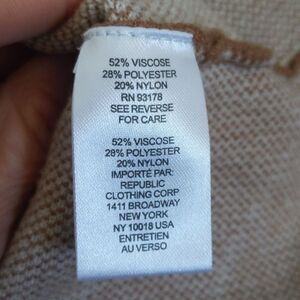 52% VISCOSE
28% POLYESTER
20% NYLON
RN 93178
SEE REVERSE
FOR CARE
52% VISCOSE
28% POLYESTER
20% NYLON
IMPORTÉ PAR:
REPUBLIC
CLOTHING CORP
1411 BROADWAY
NEW YORK
NY 10018 USA
ENTRETIEN
AU VERSO